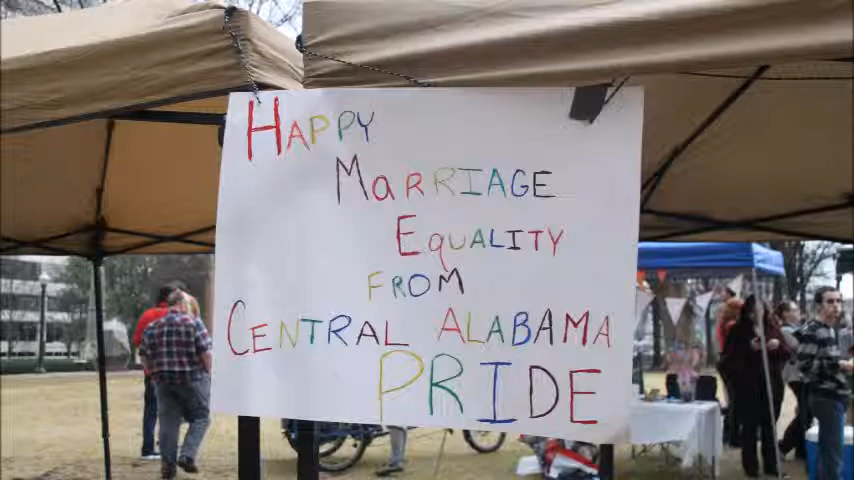 Happy
Marriage
Equality
From
Central Alabama
PRIDE